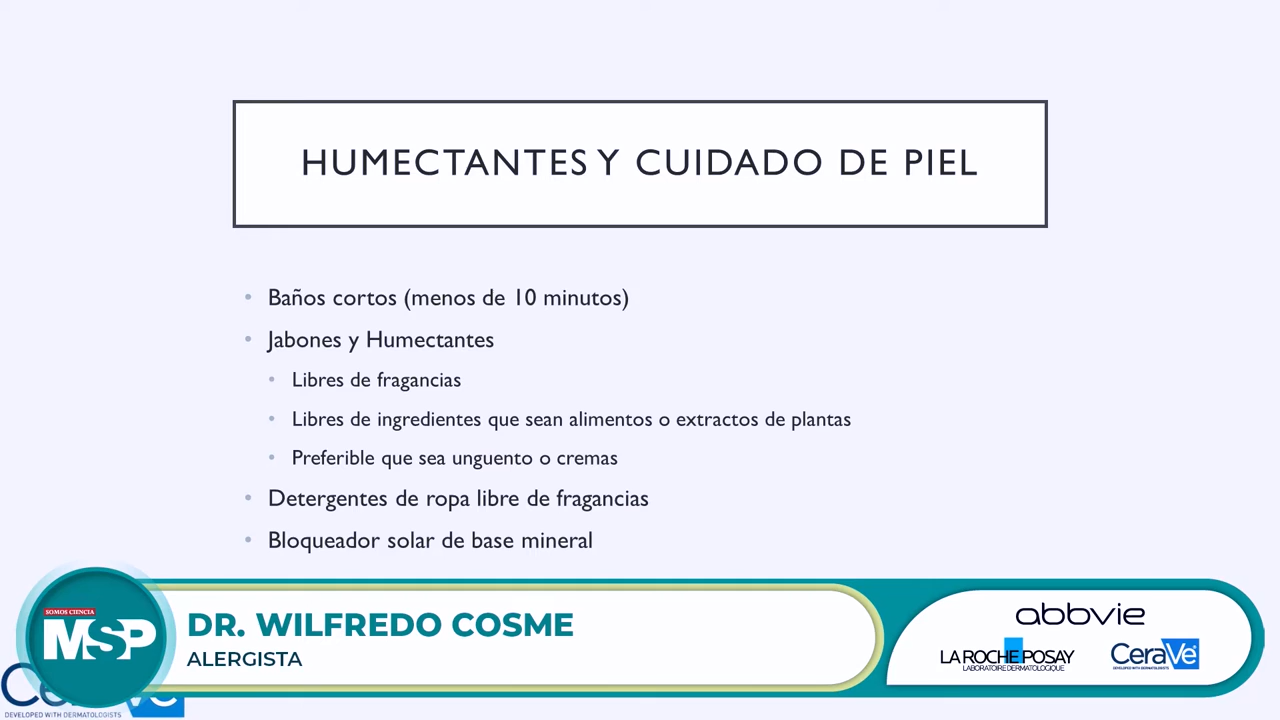 HUMECTANTES Y CUIDADO DE PIEL
Baños cortos (menos de 10 minutos)
Jabones y Humectantes
Libres de fragancias
Libres de ingredientes que sean alimentos o extractos de plantas
Preferible que sea unguento o cremas
Detergentes de ropa libre de fragancias
Bloqueador solar de base mineral
SOMOS CIENCIA
MSP
DR. WILFREDO COSME
ALERGISTA
abbvie
LA ROCHE POSAY
LABORATOIRE DERMATOLOGIQUE
CeraVe
DEVELOPED WITH DERMATOLOGISTS
DEVELOPED WITH DERMATOLOGISTS